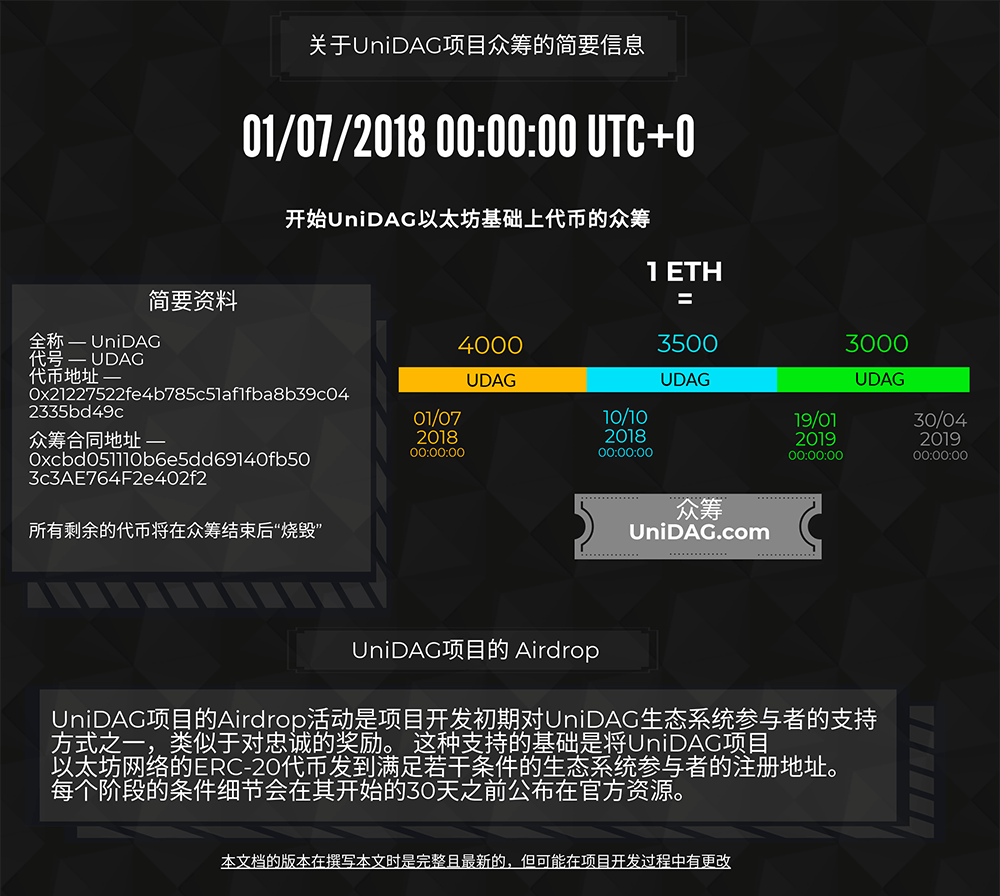 关于UniDAG项目众筹的简要信息
01/07/2018 00:00:00 UTC+0
开始UniDAG以太坊基础上代币的众筹
简要资料
全称 — UniDAG
代号 — UDAG
代币地址 —
0x21227522fe4b785c51af1fba8b39c04
2335bd49c
众筹合同地址 —
0xcbd051110b6e5dd69140fb50
3c3AE764F2e402f2
所有剩余的代币将在众筹结束后“烧毁”
1 ETH
=
4000 3500 3000
UDAG UDAG UDAG
01/07 10/10 19/01 30/04
2018 2018 2019 2019
00:00:00 00:00:00 00:00:00 00:00:00
众筹
UniDAG.com
UniDAG项目的 Airdrop
UniDAG项目的Airdrop活动是项目开发初期对UniDAG生态系统参与者的支持
方式之一，类似于对忠诚的奖励。 这种支持的基础是将UniDAG项目
以太坊网络的ERC-20代币发到满足若干条件的生态系统参与者的注册地址。
每个阶段的条件细节会在其开始的30天之前公布在官方资源。
本文档的版本在撰写本文时是完整且最新的，但可能在项目开发过程中有更改